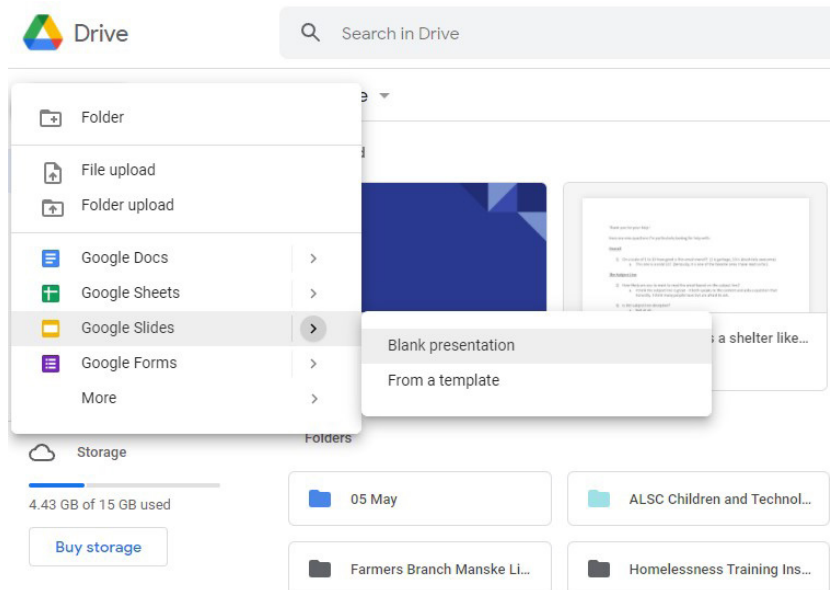 Drive
Search in Drive
Folder
File upload
Folder upload
Google Docs
Google Sheets
Google Slides
Google Forms
More
Blank presentation
From a template
a shelter like...
Folders
Storage
4.43 GB of 15 GB used
Buy storage
05 May
ALSC Children and Technol...
Farmers Branch Manske Li...
Homelessness Training Ins...